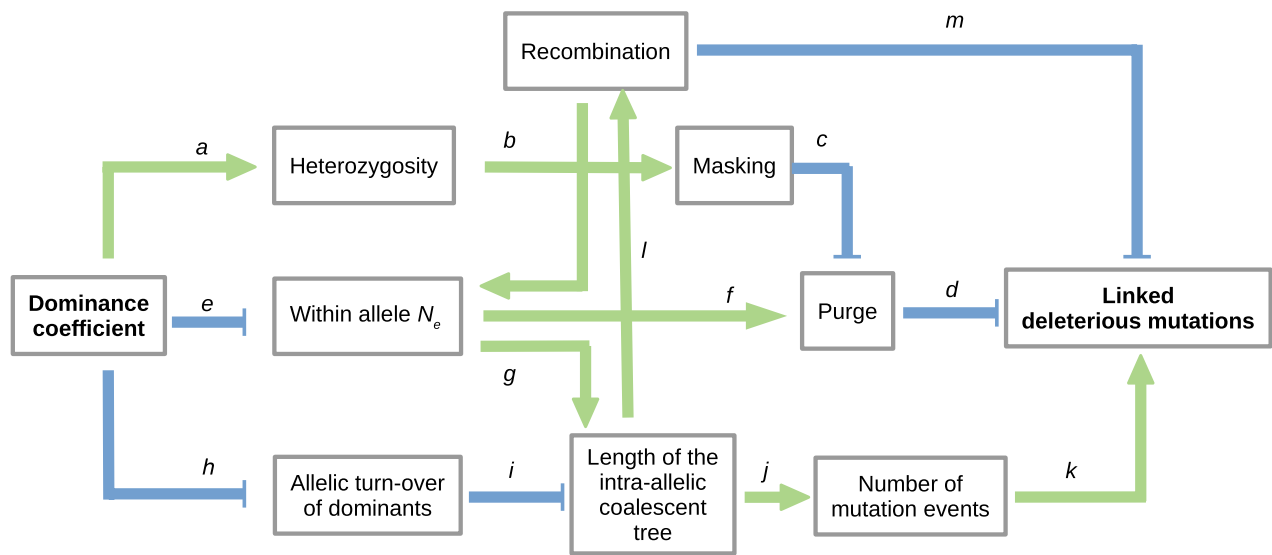 m
Recombination
a
b
c
Heterozygosity
Masking
l
Dominance
coefficient
e
Within allele Ne
f
Purge
d
Linked
deleterious mutations
g
h
Allelic turn-over
of dominants
i
Length of the
intra-allelic
coalescent
tree
j
Number of
mutation events
k